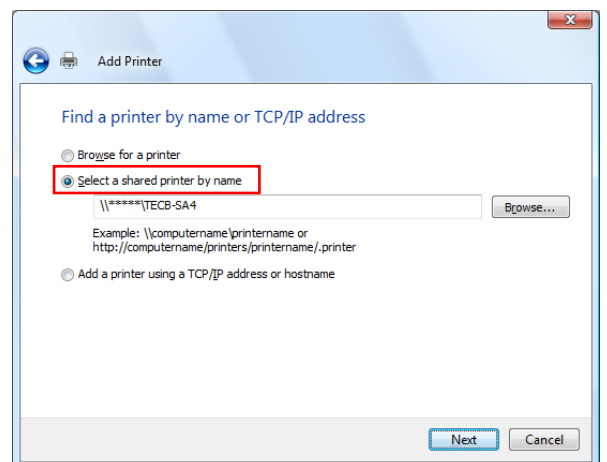 Add Printer
Find a printer by name or TCP/IP address
Browse for a printer
Select a shared printer by name
\\*****\TECB-SA4
Browse...
Example: \\computername\printername or
http://computername/printers/printername/.printer
Add a printer using a TCP/IP address or hostname
Next
Cancel